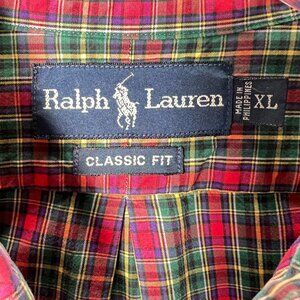 Ralph Lauren
MADE IN
PHILIPPINES
XL
CLASSIC FIT